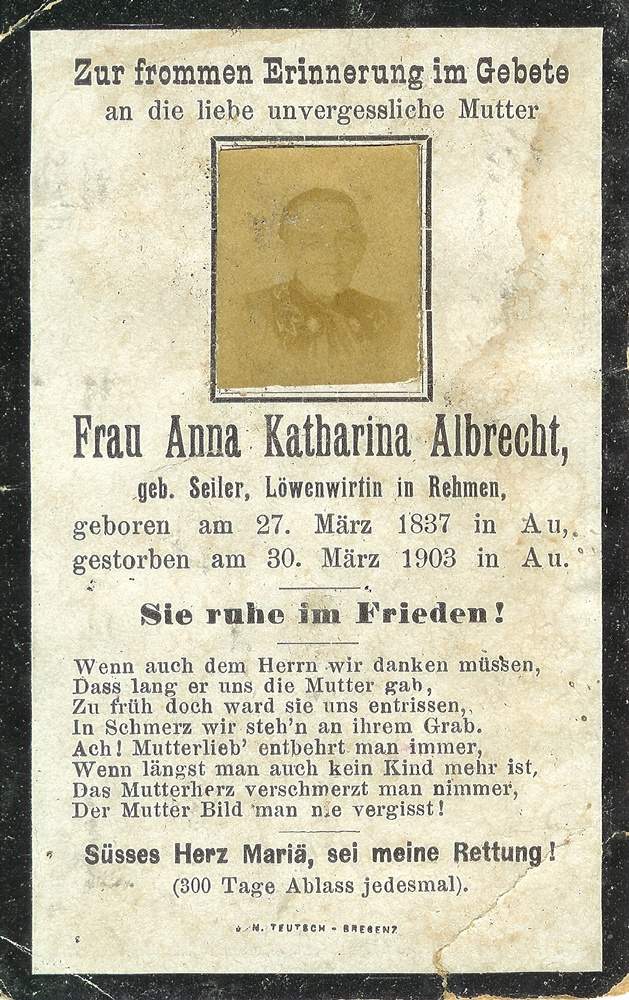 Zur frommen Erinnerung im Gebete
an die liebe unvergessliche Mutter
Frau Anna Katharina Albrecht,
geb. Seiler, Löwenwirtin in Rehmen,
geboren am 27. März 1837 in Au,
gestorben am 30. März 1903 in Au.
Sie ruhe im Frieden!
Wenn auch dem Herrn wir danken müssen,
Dass lang er uns die Mutter gab,
Zu früh doch ward sie uns entrissen,
In Schmerz wir steh'n an ihrem Grab.
Ach! Mutterlieb' entbehrt man immer,
Wenn längst man auch kein Kind mehr ist,
Das Mutterherz verschmerzt man nimmer,
Der Mutter Bild man nie vergisst!
Süsses Herz Mariä, sei meine Rettung!
(300 Tage Ablass jedesmal).
J. N. TEUTSCH - BREGENZ